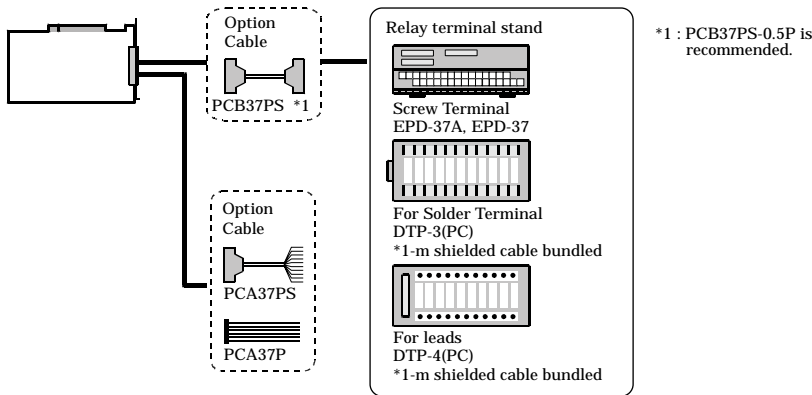 Option
Cable
PCB37PS *1
Relay terminal stand
Screw Terminal
EPD-37A, EPD-37
For Solder Terminal
DTP-3(PC)
*1-m shielded cable bundled
For leads
DTP-4(PC)
*1-m shielded cable bundled
*1 : PCB37PS-0.5P is
recommended.
Option
Cable
PCA37PS
PCA37P